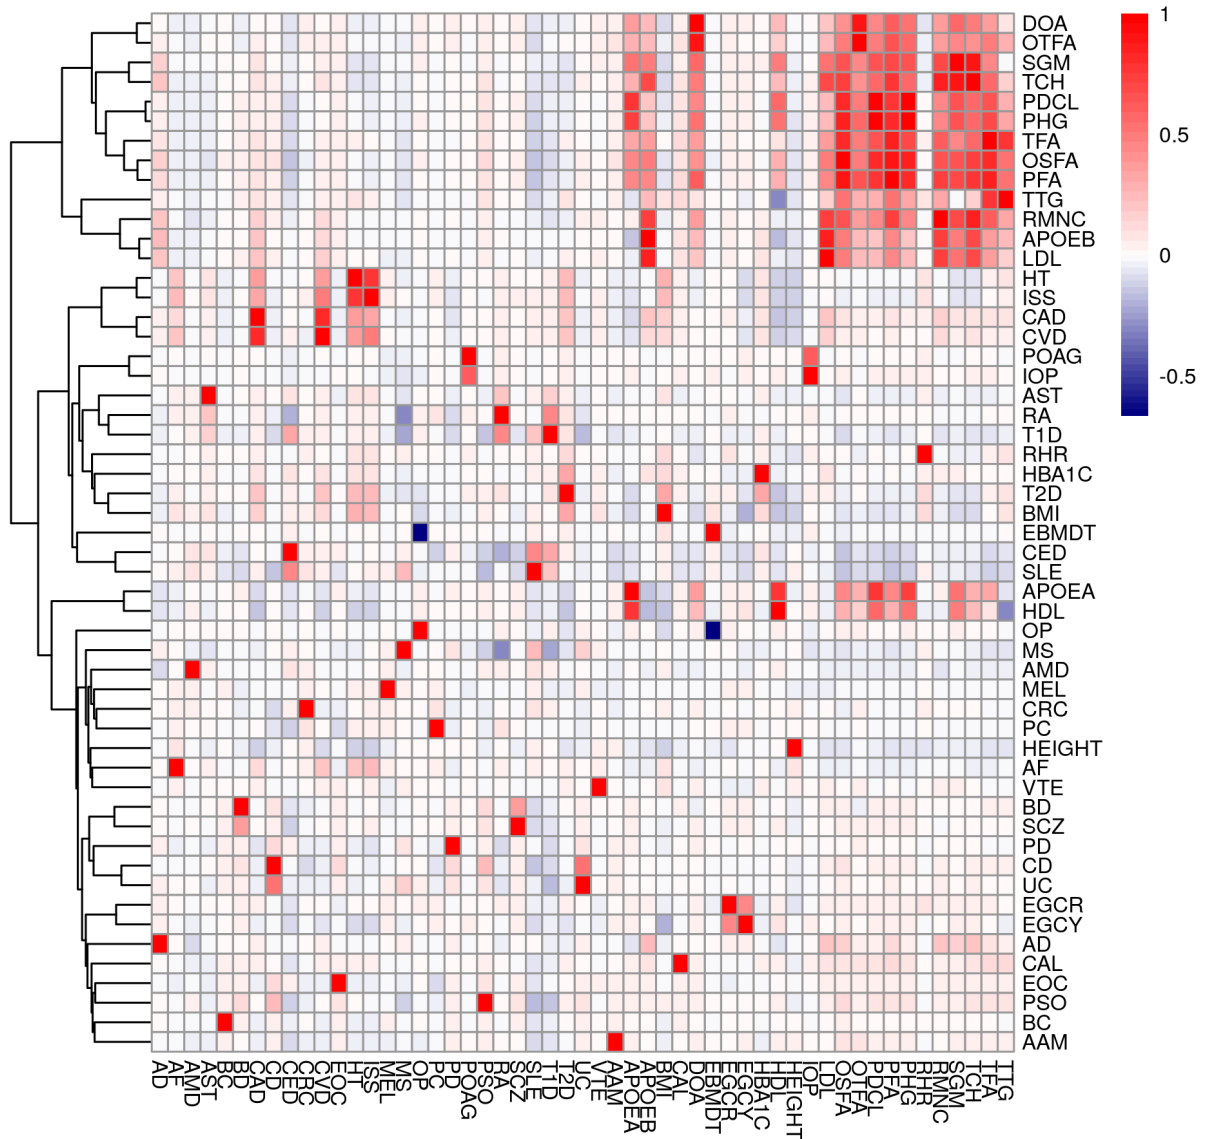 DOA
OTFA
SGM
TCH
PDCL
PHG
TFA
OSFA
PFA
TTG
RMNC
APOEB
LDL
HT
ISS
CAD
CVD
POAG
IOP
AST
RA
T1D
RHR
HBA1C
T2D
BMI
EBMDT
CED
SLE
APOEA
HDL
OP
MS
AMD
MEL
CRC
PC
HEIGHT
AF
VTE
BD
SCZ
PD
CD
UC
EGCR
EGCY
AD
CAL
EOC
PSO
BC
AAM
1
0.5
0
-0.5
AD
AF
AMD
AST
BC
BD
CAD
CD
CED
CRC
CVD
EOC
HT
ISS
MEL
MS
OP
PC
PD
POAG
PSO
RA
SCZ
SLE
T1D
T2D
UC
VTE
AAM
APOEA
APOEB
BMI
CAL
DOA
EBMDT
EGCR
EGCY
HBA1C
HDL
HEIGHT
IOP
LDL
OSFA
OTFA
PDCL
PFA
PHG
RHR
RMNC
SGM
TCH
TFA
TTG